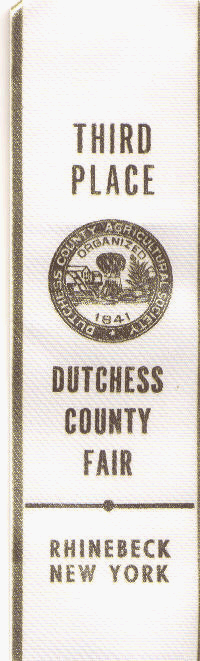 THIRD
PLACE
DUTCHESS COUNTY AGRICULTURAL SOCIETY
ORGANIZED
1841
DUTCHESS
COUNTY
FAIR
RHINEBECK
NEW YORK